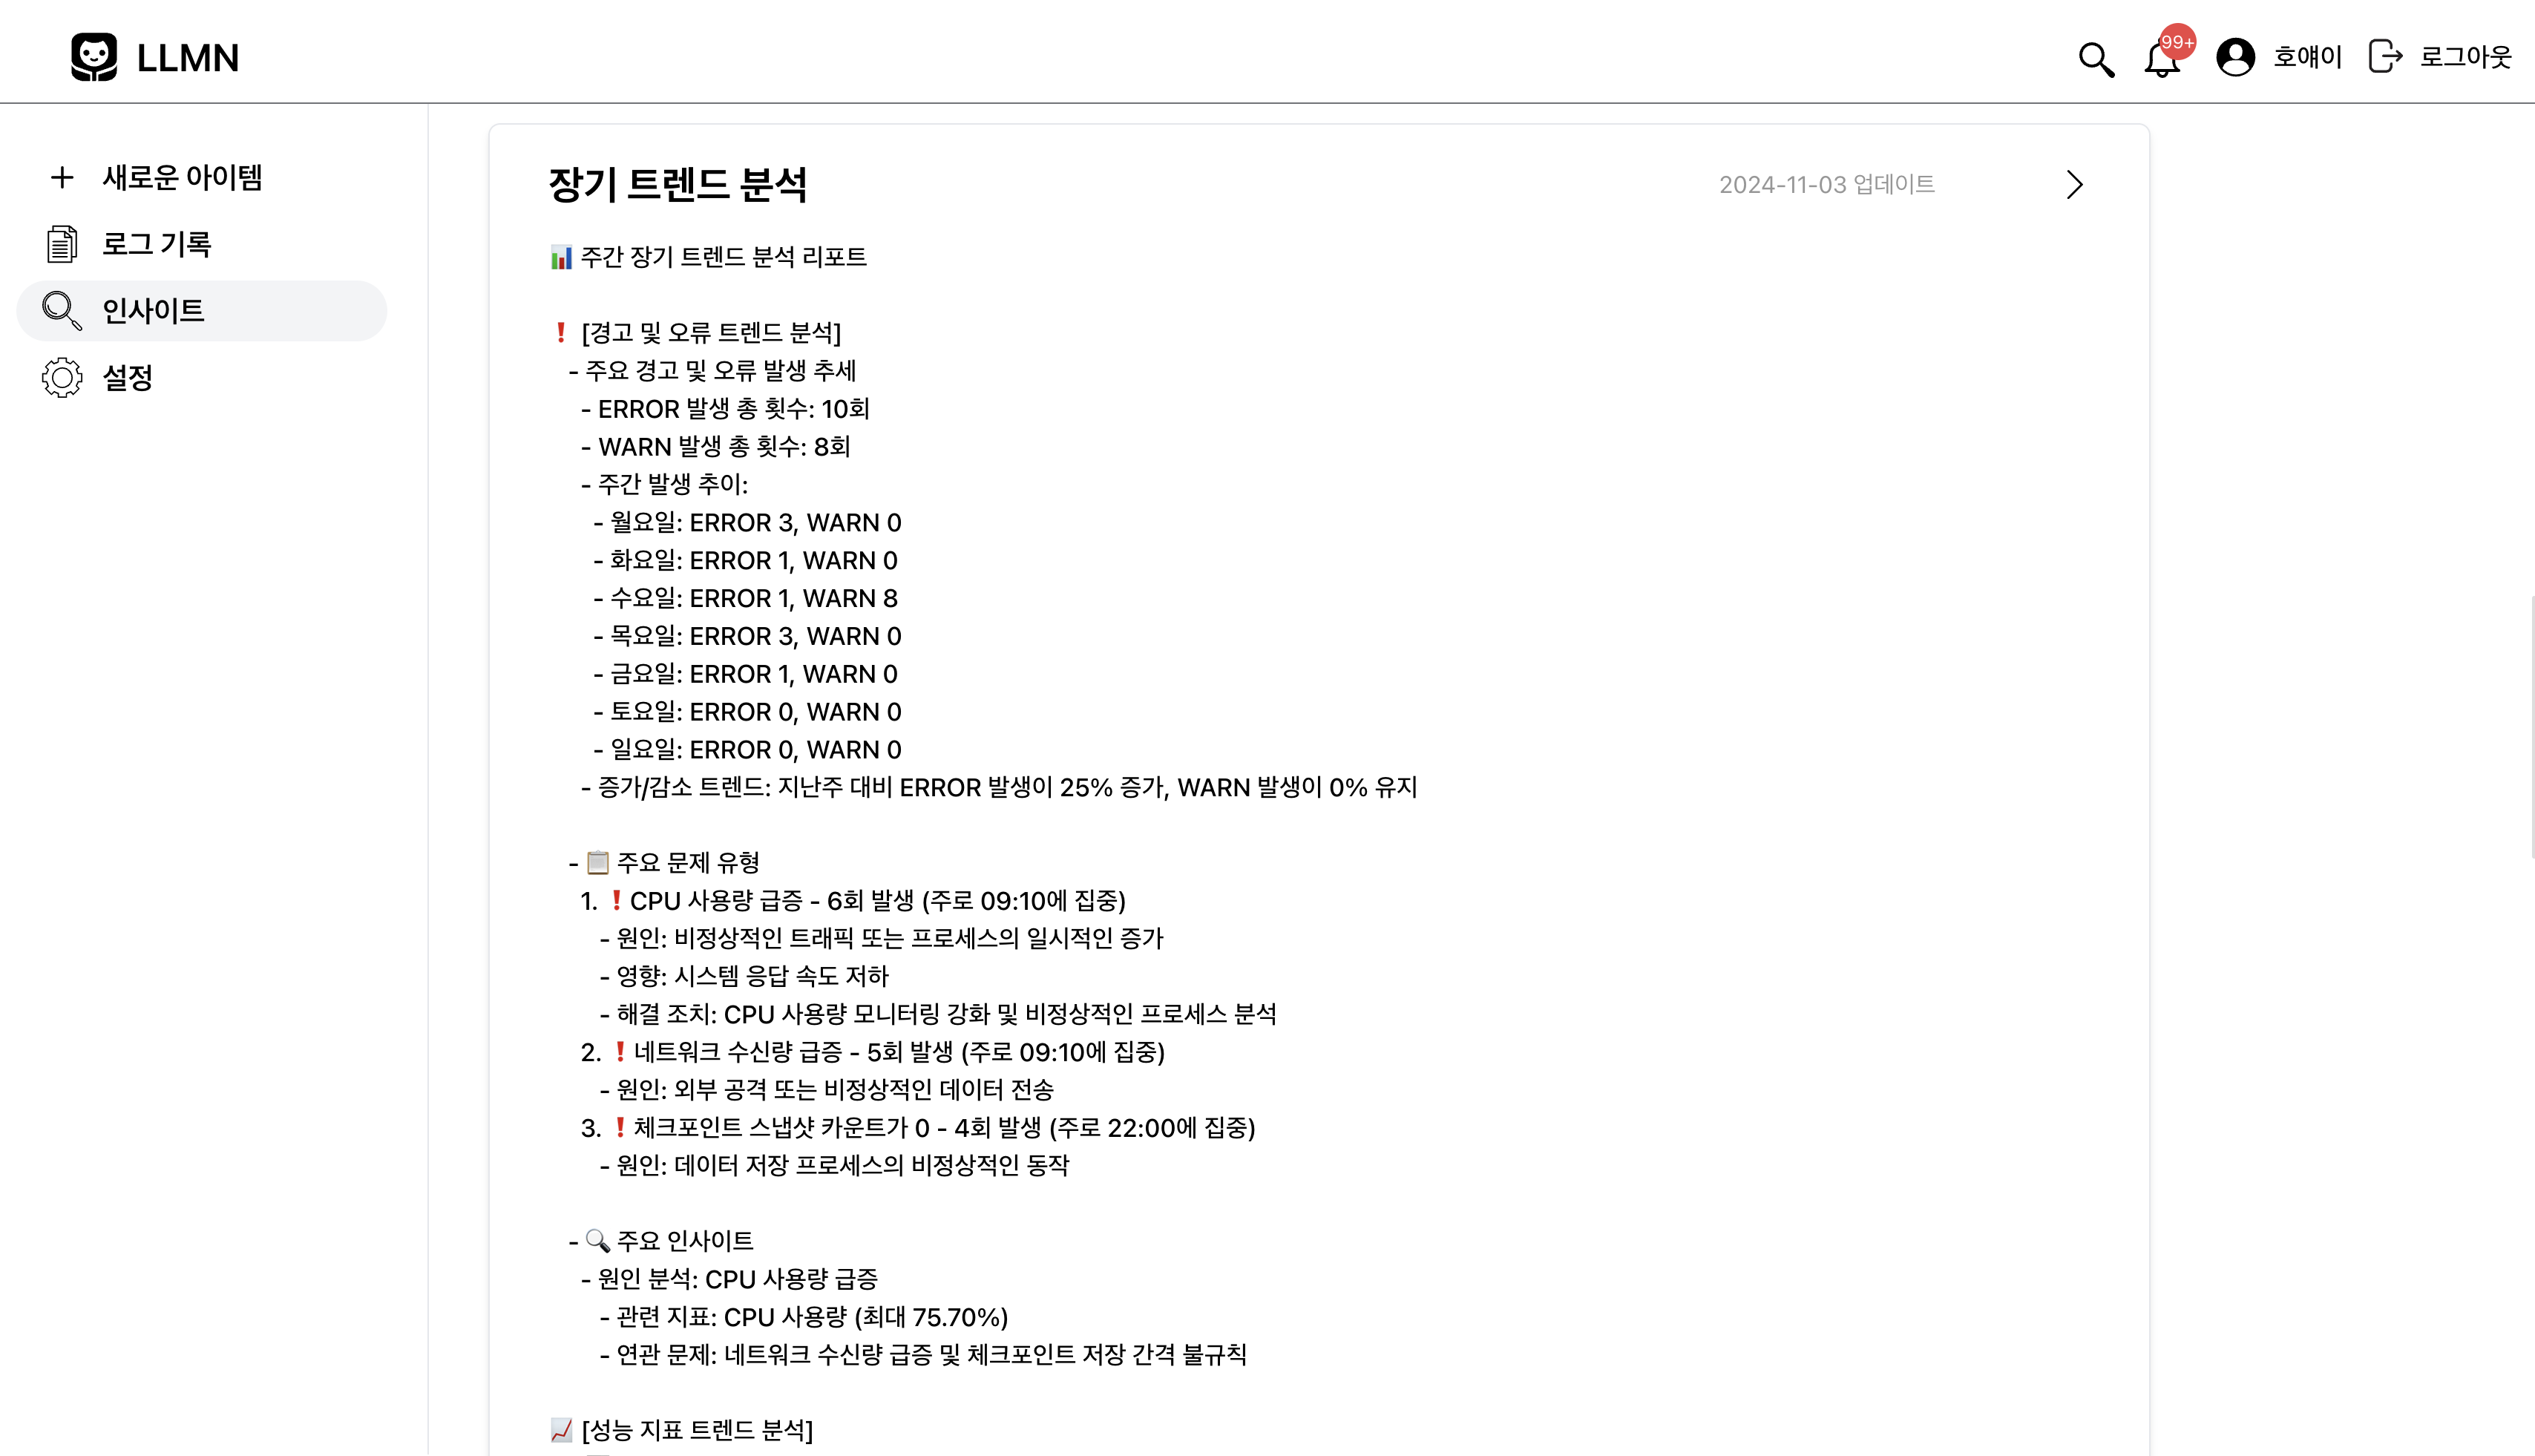 LLMN
99+
호얘이
로그아웃
새로운 아이템
로그 기록
인사이트
설정
장기 트렌드 분석
2024-11-03 업데이트
📊 주간 장기 트렌드 분석 리포트
❗ [경고 및 오류 트렌드 분석]
- 주요 경고 및 오류 발생 추세
- ERROR 발생 총 횟수: 10회
- WARN 발생 총 횟수: 8회
- 주간 발생 추이:
- 월요일: ERROR 3, WARN 0
- 화요일: ERROR 1, WARN 0
- 수요일: ERROR 1, WARN 8
- 목요일: ERROR 3, WARN 0
- 금요일: ERROR 1, WARN 0
- 토요일: ERROR 0, WARN 0
- 일요일: ERROR 0, WARN 0
- 증가/감소 트렌드: 지난주 대비 ERROR 발생이 25% 증가, WARN 발생이 0% 유지
- 📋 주요 문제 유형
1. ❗CPU 사용량 급증 - 6회 발생 (주로 09:10에 집중)
- 원인: 비정상적인 트래픽 또는 프로세스의 일시적인 증가
- 영향: 시스템 응답 속도 저하
- 해결 조치: CPU 사용량 모니터링 강화 및 비정상적인 프로세스 분석
2. ❗네트워크 수신량 급증 - 5회 발생 (주로 09:10에 집중)
- 원인: 외부 공격 또는 비정상적인 데이터 전송
3. ❗체크포인트 스냅샷 카운트가 0 - 4회 발생 (주로 22:00에 집중)
- 원인: 데이터 저장 프로세스의 비정상적인 동작
- 🔍 주요 인사이트
- 원인 분석: CPU 사용량 급증
- 관련 지표: CPU 사용량 (최대 75.70%)
- 연관 문제: 네트워크 수신량 급증 및 체크포인트 저장 간격 불규칙
📈 [성능 지표 트렌드 분석]